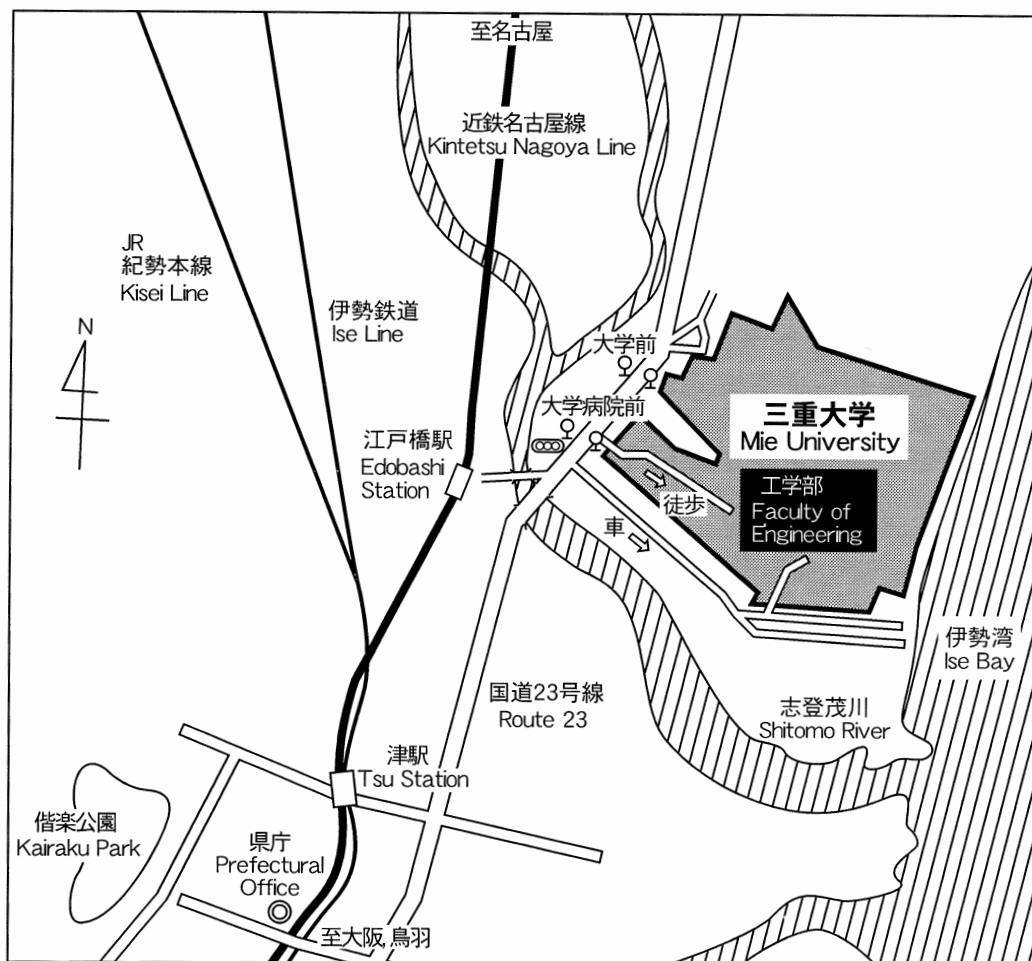 至名古屋
近鉄名古屋線
Kintetsu Nagoya Line
JR
紀勢本線
Kisei Line
伊勢鉄道
Ise Line
N
大学前
大学病院前
三重大学
Mie University
江戸橋駅
Edobashi
Station
工学部
Faculty of
Engineering
徒歩
車
伊勢湾
Ise Bay
国道23号線
Route 23
志登茂川
Shitomo River
津駅
Tsu Station
偕楽公園
Kairaku Park
県庁
Prefectural
Office
至大阪,鳥羽